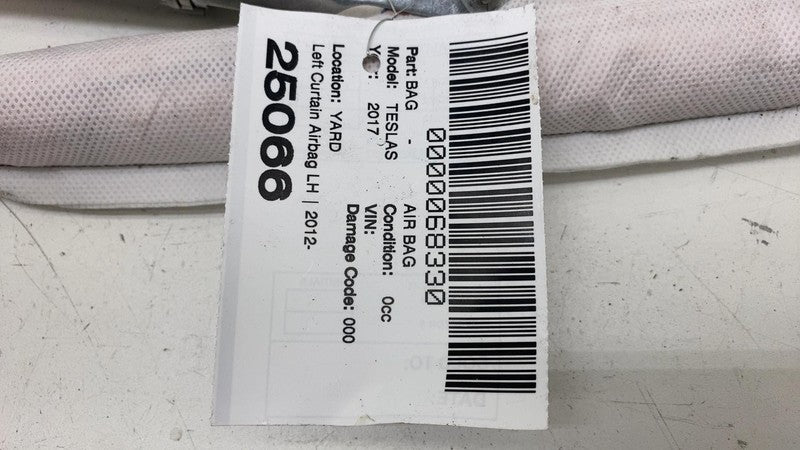 0000068330
Part: BAG - AIR BAG
Model: TESLAS Condition: 0cc
2017 VIN:
Damage Code: 000
Location: YARD
Left Curtain Airbag LH | 2012-
25066